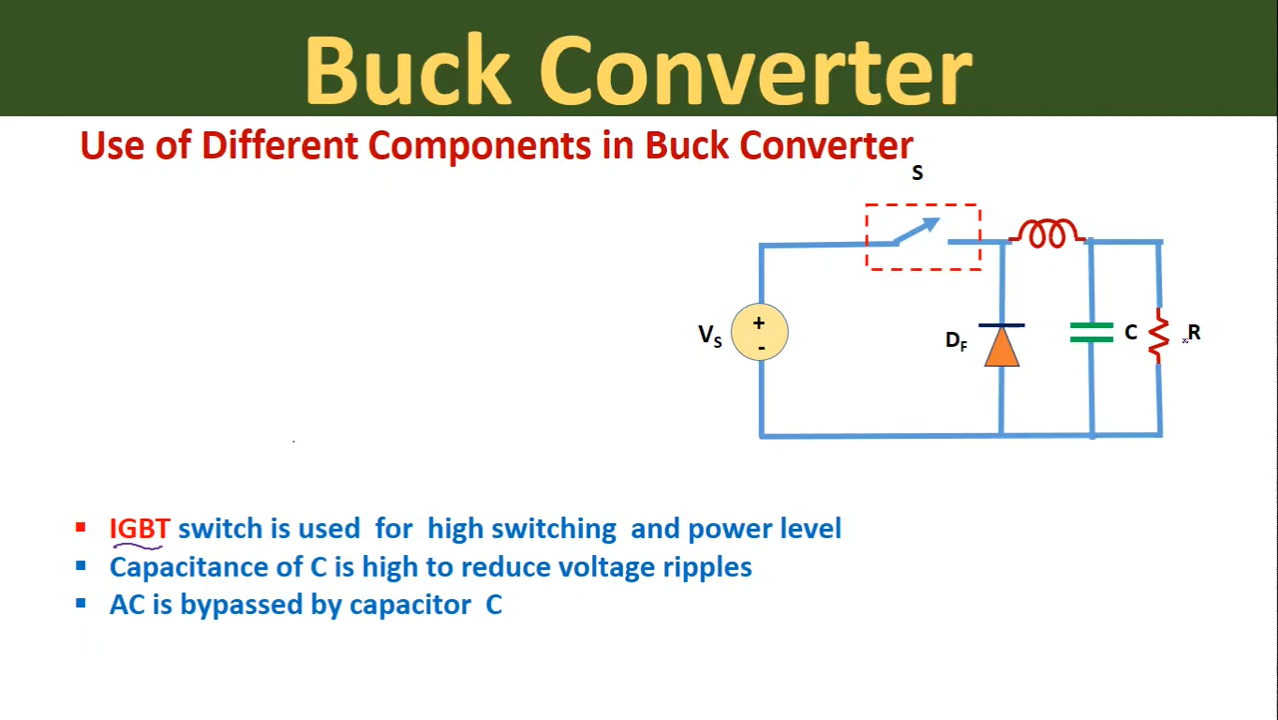 Buck Converter
Use of Different Components in Buck Converter
S
+
-
VS
DF
C
R
▪ IGBT switch is used for high switching and power level
▪ Capacitance of C is high to reduce voltage ripples
▪ AC is bypassed by capacitor C